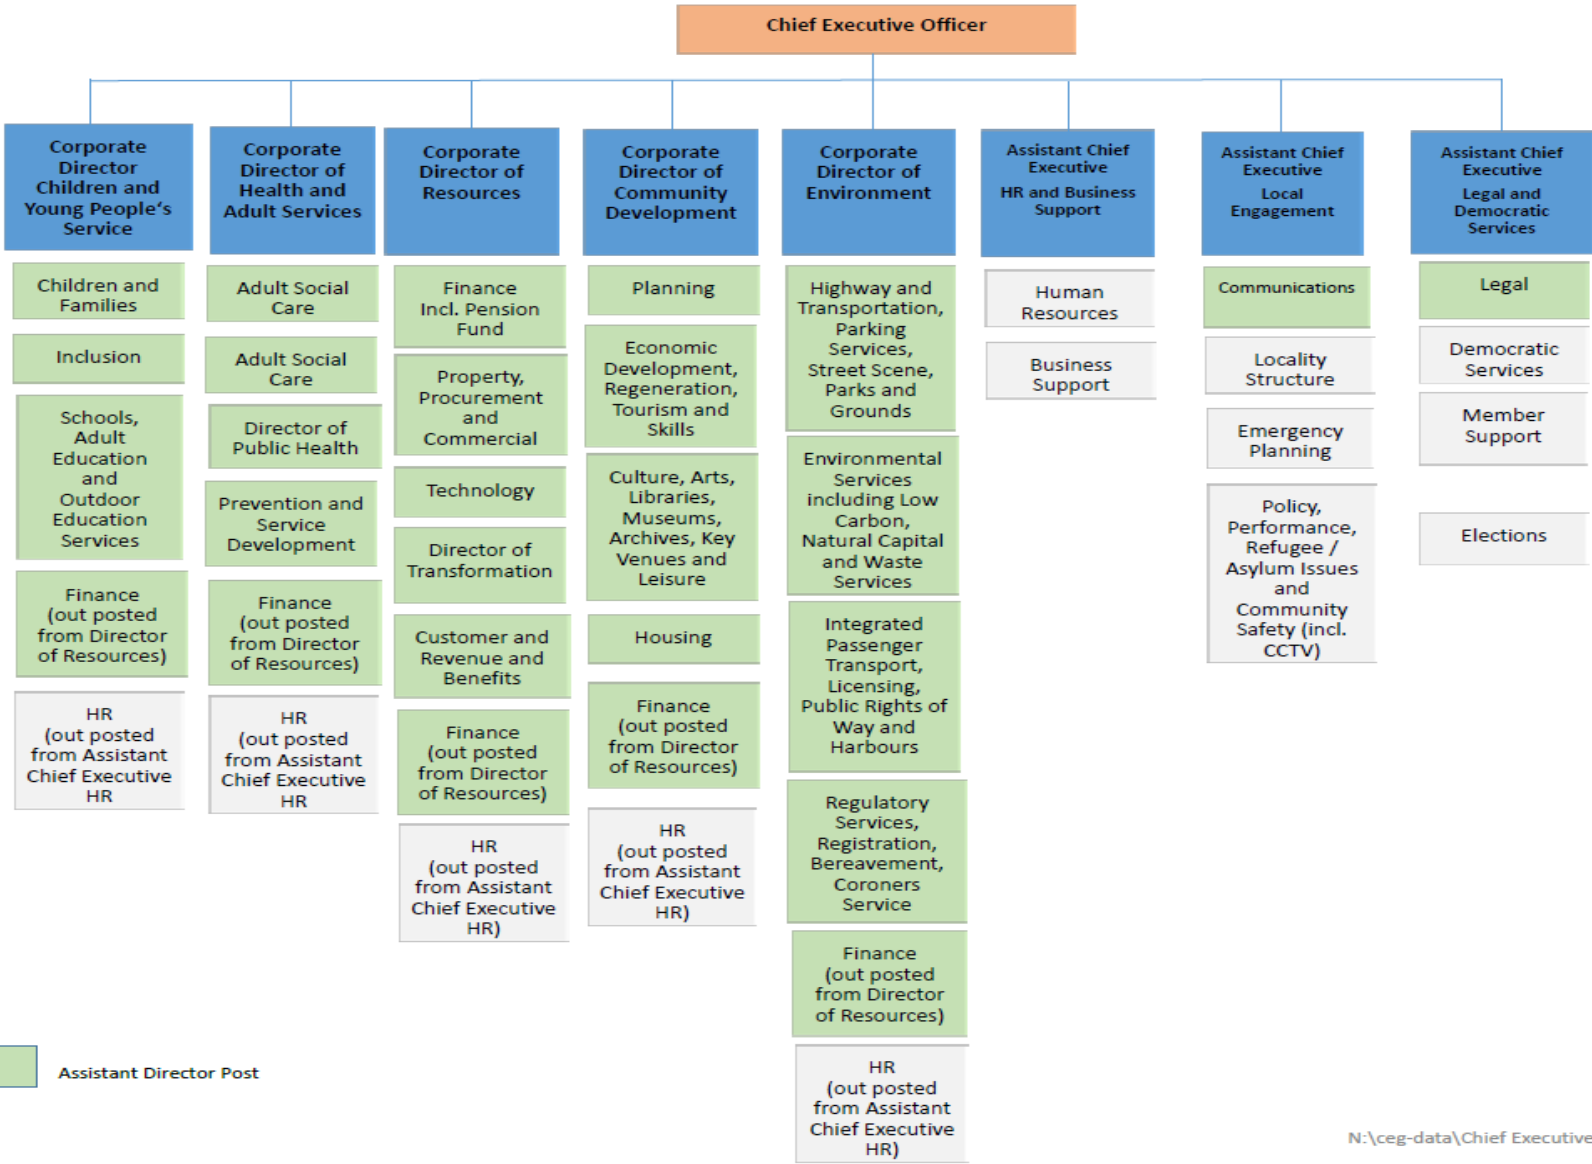 Chief Executive Officer
Corporate
Director
Children and
Young People‘s
Service
Children and
Families
Inclusion
Schools,
Adult
Education
and
Outdoor
Education
Services
Finance
(out posted
from Director
of Resources)
HR
(out posted
from Assistant
Chief Executive
HR
Corporate
Director of
Health and
Adult Services
Adult Social
Care
Adult Social
Care
Director of
Public Health
Prevention and
Service
Development
Finance
(out posted
from Director
of Resources)
HR
(out posted
from Assistant
Chief Executive
HR
Corporate
Director of
Resources
Finance
Incl. Pension
Fund
Property,
Procurement
and
Commercial
Technology
Director of
Transformation
Customer and
Revenue and
Benefits
Finance
(out posted
from Director
of Resources)
HR
(out posted
from Assistant
Chief Executive
HR)
Corporate
Director of
Community
Development
Planning
Economic
Development,
Regeneration,
Tourism and
Skills
Culture, Arts,
Libraries,
Museums,
Archives, Key
Venues and
Leisure
Housing
Finance
(out posted
from Director
of Resources)
HR
(out posted
from Assistant
Chief Executive
HR)
Corporate
Director of
Environment
Highway and
Transportation,
Parking
Services,
Street Scene,
Parks and
Grounds
Environmental
Services
including Low
Carbon,
Natural Capital
and Waste
Services
Integrated
Passenger
Transport,
Licensing,
Public Rights of
Way and
Harbours
Regulatory
Services,
Registration,
Bereavement,
Coroners
Service
Finance
(out posted
from Director
of Resources)
HR
(out posted
from Assistant
Chief Executive
HR)
Assistant Chief
Executive
HR and Business
Support
Human
Resources
Business
Support
Assistant Chief
Executive
Local
Engagement
Communications
Locality
Structure
Emergency
Planning
Policy,
Performance,
Refugee /
Asylum Issues
and
Community
Safety (incl.
CCTV)
Assistant Chief
Executive
Legal and
Democratic
Services
Legal
Democratic
Services
Member
Support
Elections
Assistant Director Post
N:\ceg-data\Chief Executive